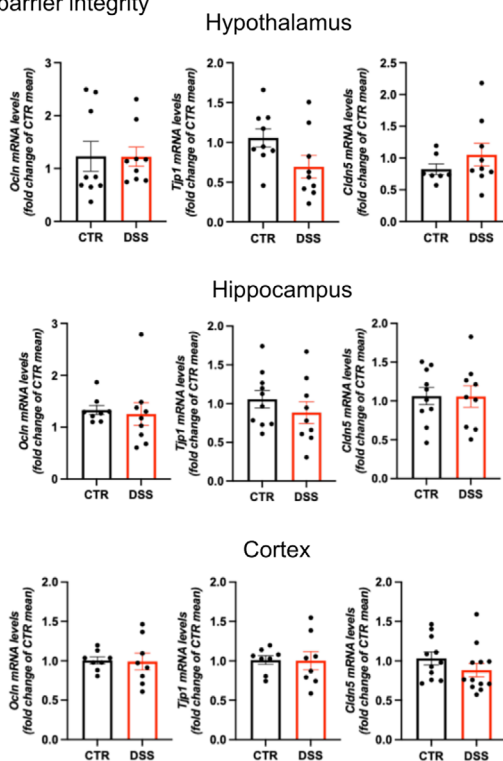 barrier integrity
Hypothalamus
Ocln mRNA levels
(fold change of CTR mean)
3
2
1
0
CTR DSS
Tjp1 mRNA levels
(fold change of CTR mean)
2.0
1.5
1.0
0.5
0.0
CTR DSS
Cldn5 mRNA levels
(fold change of CTR mean)
2.5
2.0
1.5
1.0
0.5
0.0
CTR DSS
Hippocampus
Ocln mRNA levels
(fold change of CTR mean)
3
2
1
0
CTR DSS
Tjp1 mRNA levels
(fold change of CTR mean)
2.0
1.5
1.0
0.5
0.0
CTR DSS
Cldn5 mRNA levels
(fold change of CTR mean)
2.0
1.5
1.0
0.5
0.0
CTR DSS
Cortex
Ocln mRNA levels
(fold change of CTR mean)
2.0
1.5
1.0
0.5
0.0
CTR DSS
Tjp1 mRNA levels
(fold change of CTR mean)
2.0
1.5
1.0
0.5
0.0
CTR DSS
Cldn5 mRNA levels
(fold change of CTR mean)
2.0
1.5
1.0
0.5
0.0
CTR DSS